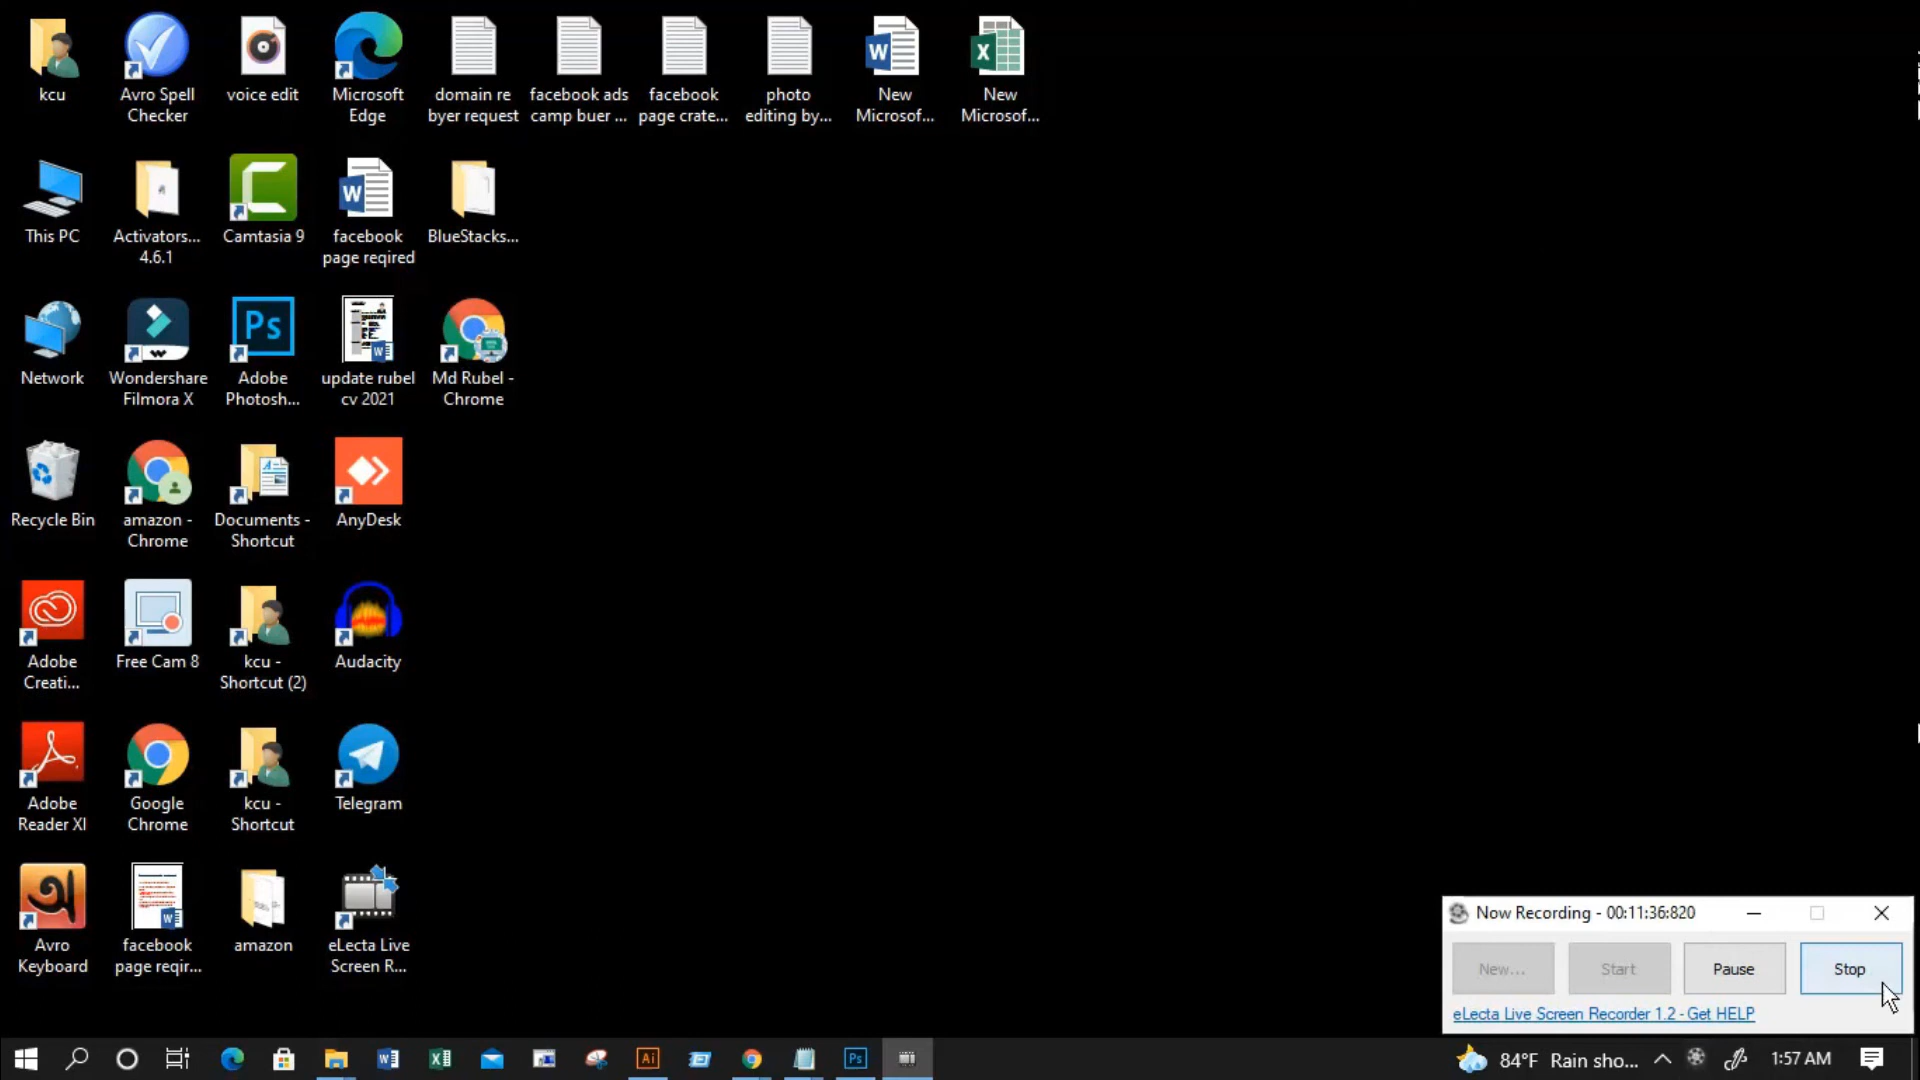 kcu
Avro Spell
Checker
voice edit
Microsoft
Edge
domain re
byer request
facebook ads
camp buer ...
facebook
page crate...
photo
editing by...
New
Microsof...
New
Microsof...
This PC
Activators...
4.6.1
Camtasia 9
facebook
page reqired
BlueStacks...
Network
Wondershare
Filmora X
Adobe
Photosh...
update rubel
cv 2021
Md Rubel -
Chrome
Recycle Bin
amazon -
Chrome
Documents -
Shortcut
AnyDesk
Adobe
Creati...
Free Cam 8
kcu -
Shortcut (2)
Audacity
Adobe
Reader XI
Google
Chrome
kcu -
Shortcut
Telegram
Avro
Keyboard
facebook
page reqir...
amazon
eLecta Live
Screen R...
Now Recording - 00:11:36:820
New...
Start
Pause
Stop
eLecta Live Screen Recorder 1.2 - Get HELP
84°F Rain sho...
1:57 AM